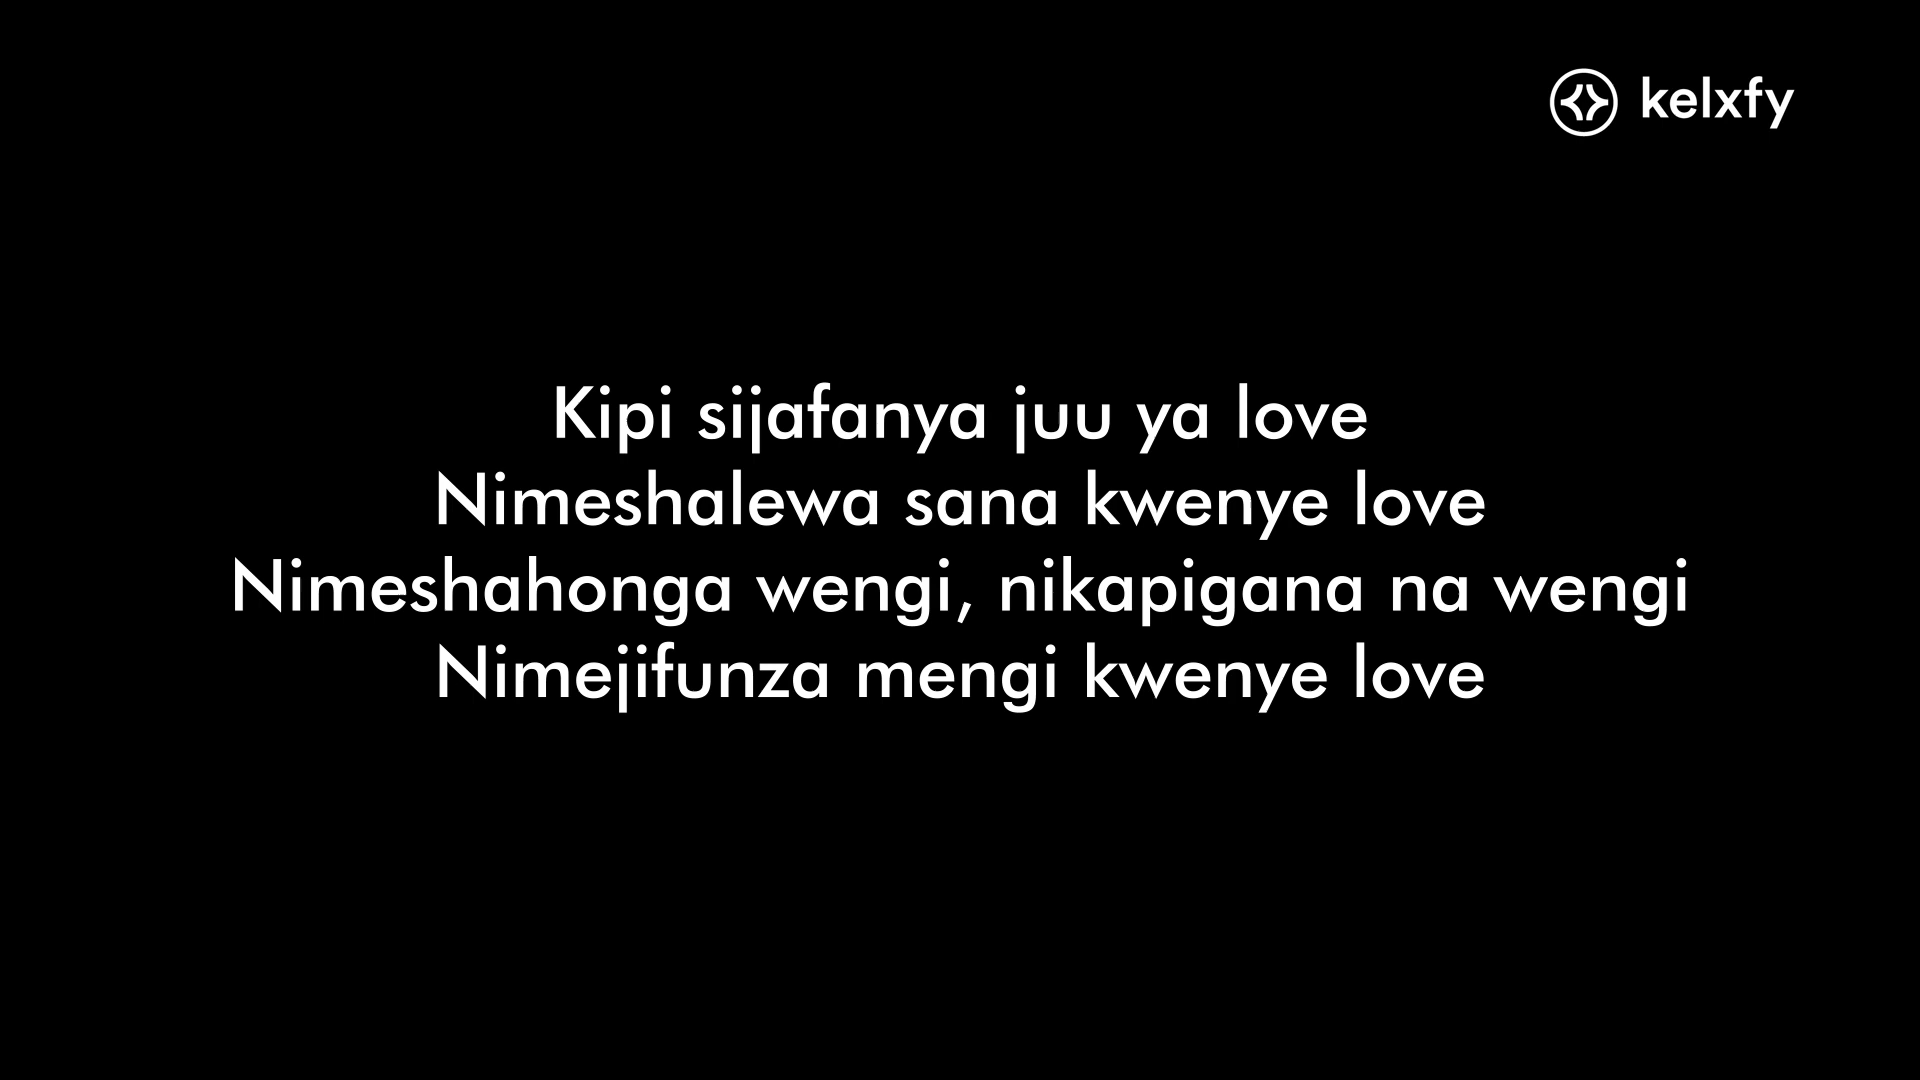 kelxfy
Kipi sijafanya juu ya love
Nimeshalewa sana kwenye love
Nimeshahonga wengi, nikapigana na wengi
Nimejifunza mengi kwenye love